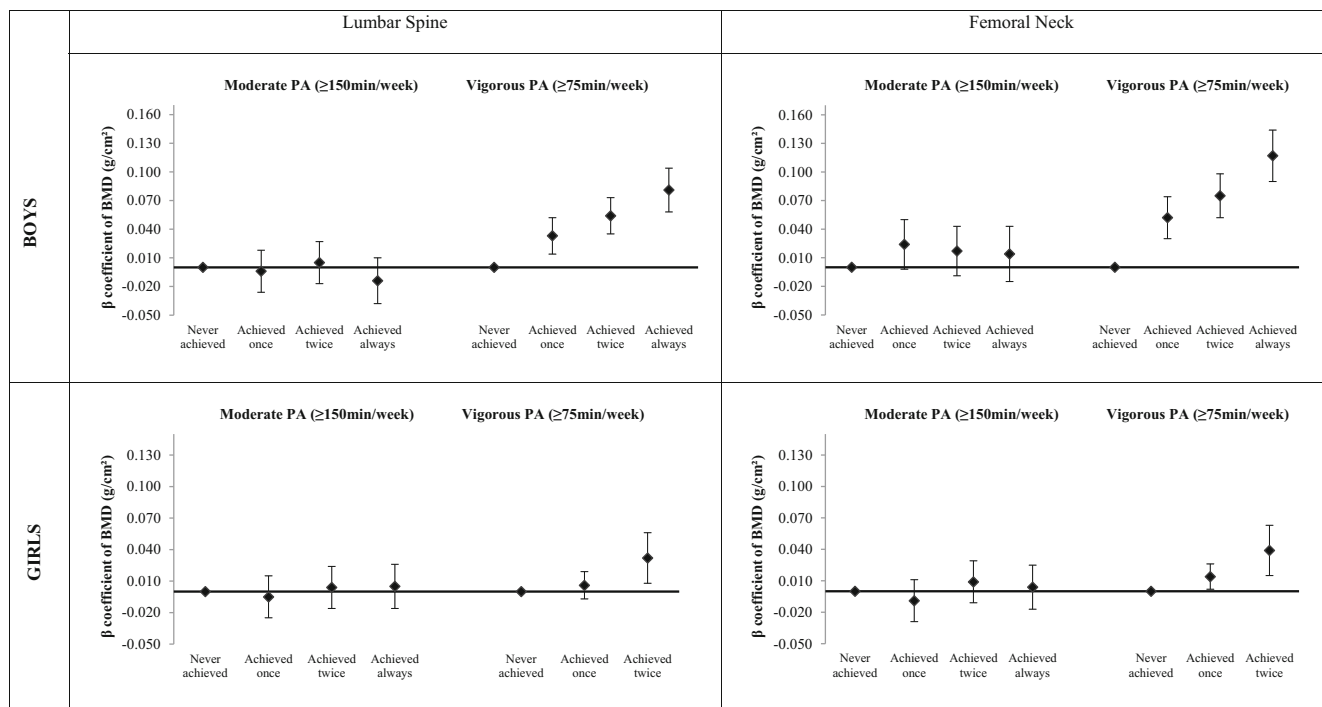 Lumbar Spine
Femoral Neck
BOYS
Moderate PA (≥150min/week)
Vigorous PA (≥75min/week)
β coefficient of BMD (g/cm²)
0.160
0.130
0.100
0.070
0.040
0.010
-0.020
-0.050
Never
achieved
Achieved
once
Achieved
twice
Achieved
always
Never
achieved
Achieved
once
Achieved
twice
Achieved
always
Moderate PA (≥150min/week)
Vigorous PA (≥75min/week)
β coefficient of BMD (g/cm²)
0.160
0.130
0.100
0.070
0.040
0.010
-0.020
-0.050
Never
achieved
Achieved
once
Achieved
twice
Achieved
always
Never
achieved
Achieved
once
Achieved
twice
Achieved
always
GIRLS
Moderate PA (≥150min/week)
Vigorous PA (≥75min/week)
β coefficient of BMD (g/cm²)
0.130
0.100
0.070
0.040
0.010
-0.020
-0.050
Never
achieved
Achieved
once
Achieved
twice
Achieved
always
Never
achieved
Achieved
once
Achieved
twice
Moderate PA (≥150min/week)
Vigorous PA (≥75min/week)
β coefficient of BMD (g/cm²)
0.130
0.100
0.070
0.040
0.010
-0.020
-0.050
Never
achieved
Achieved
once
Achieved
twice
Achieved
always
Never
achieved
Achieved
once
Achieved
twice